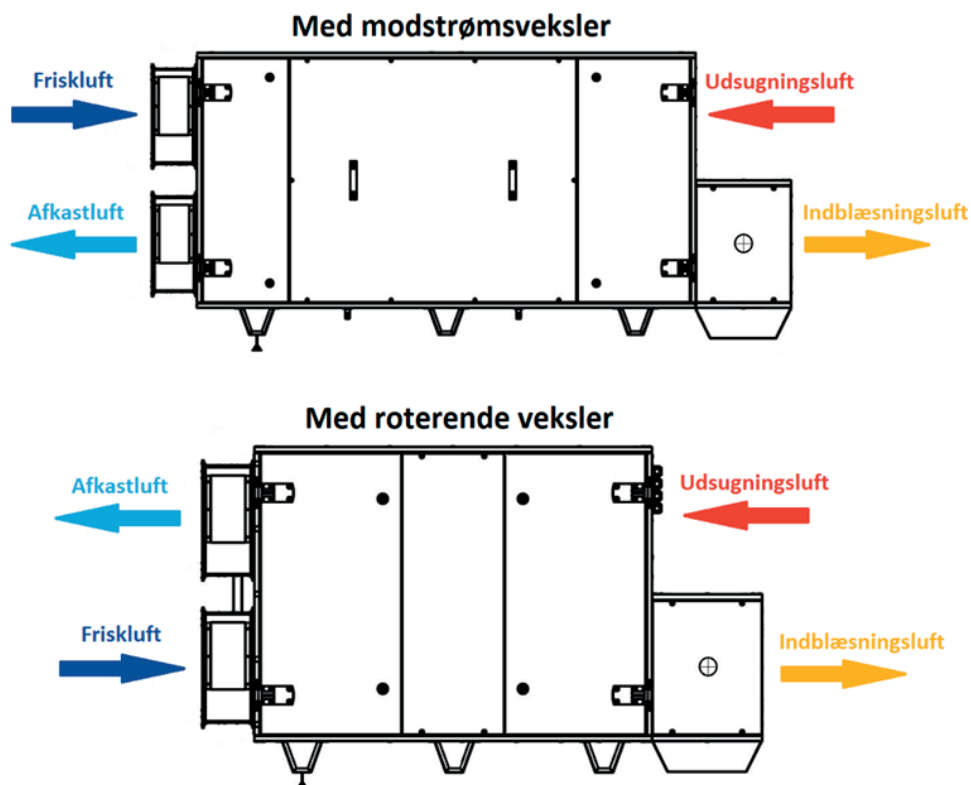 Med modstrømsveksler
Friskluft
Udsugningsluft
Afkastluft
Indblæsningsluft
Med roterende veksler
Afkastluft
Udsugningsluft
Friskluft
Indblæsningsluft